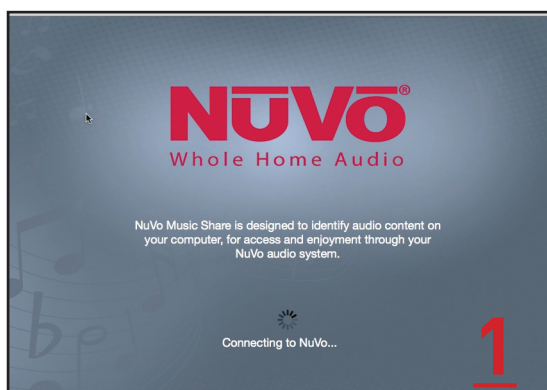 NŪVŌ®
Whole Home Audio
NuVo Music Share is designed to identify audio content on
your computer, for access and enjoyment through your
NuVo audio system.
Connecting to NuVo...
1